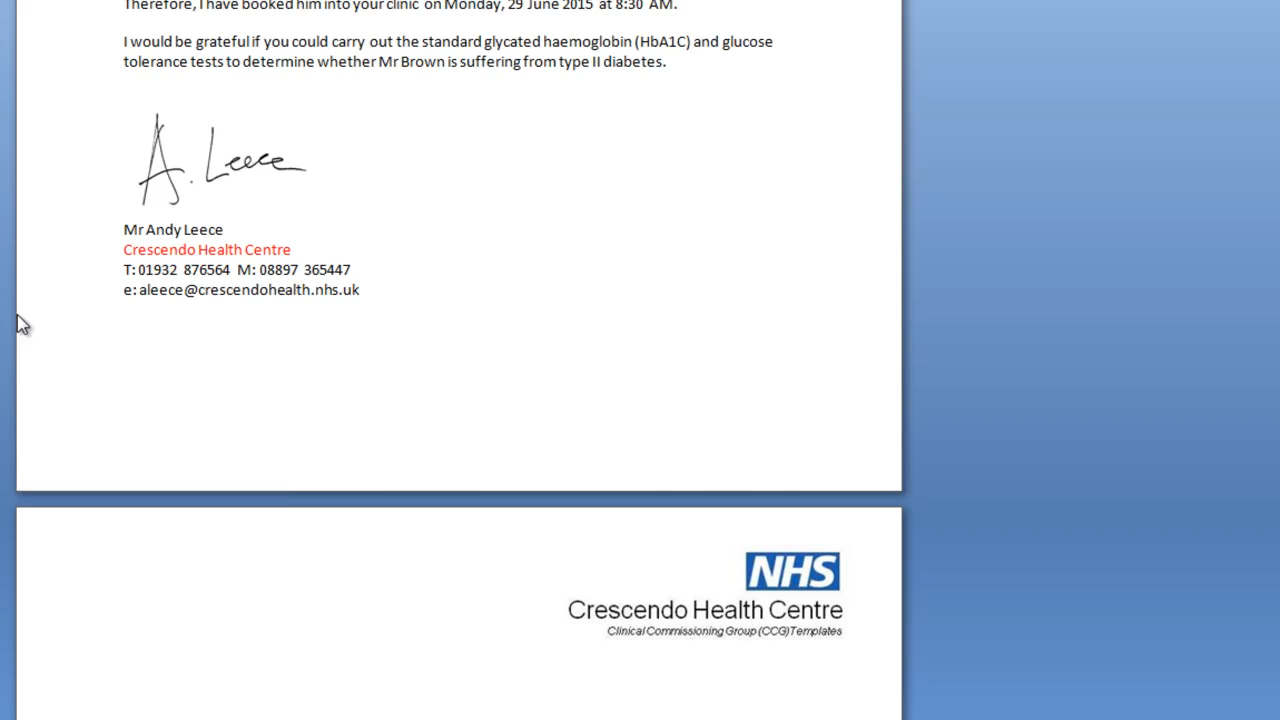 Therefore, I have booked him into your clinic on Monday, 29 June 2015 at 8:30 AM.
I would be grateful if you could carry out the standard glycated haemoglobin (HbA1C) and glucose
tolerance tests to determine whether Mr Brown is suffering from type II diabetes.
A. Leece
Mr Andy Leece
Crescendo Health Centre
T: 01932 876564 M: 08897 365447
e: aleece@crescendohealth.nhs.uk
NHS
Crescendo Health Centre
Clinical Commissioning Group (CCG) Templates